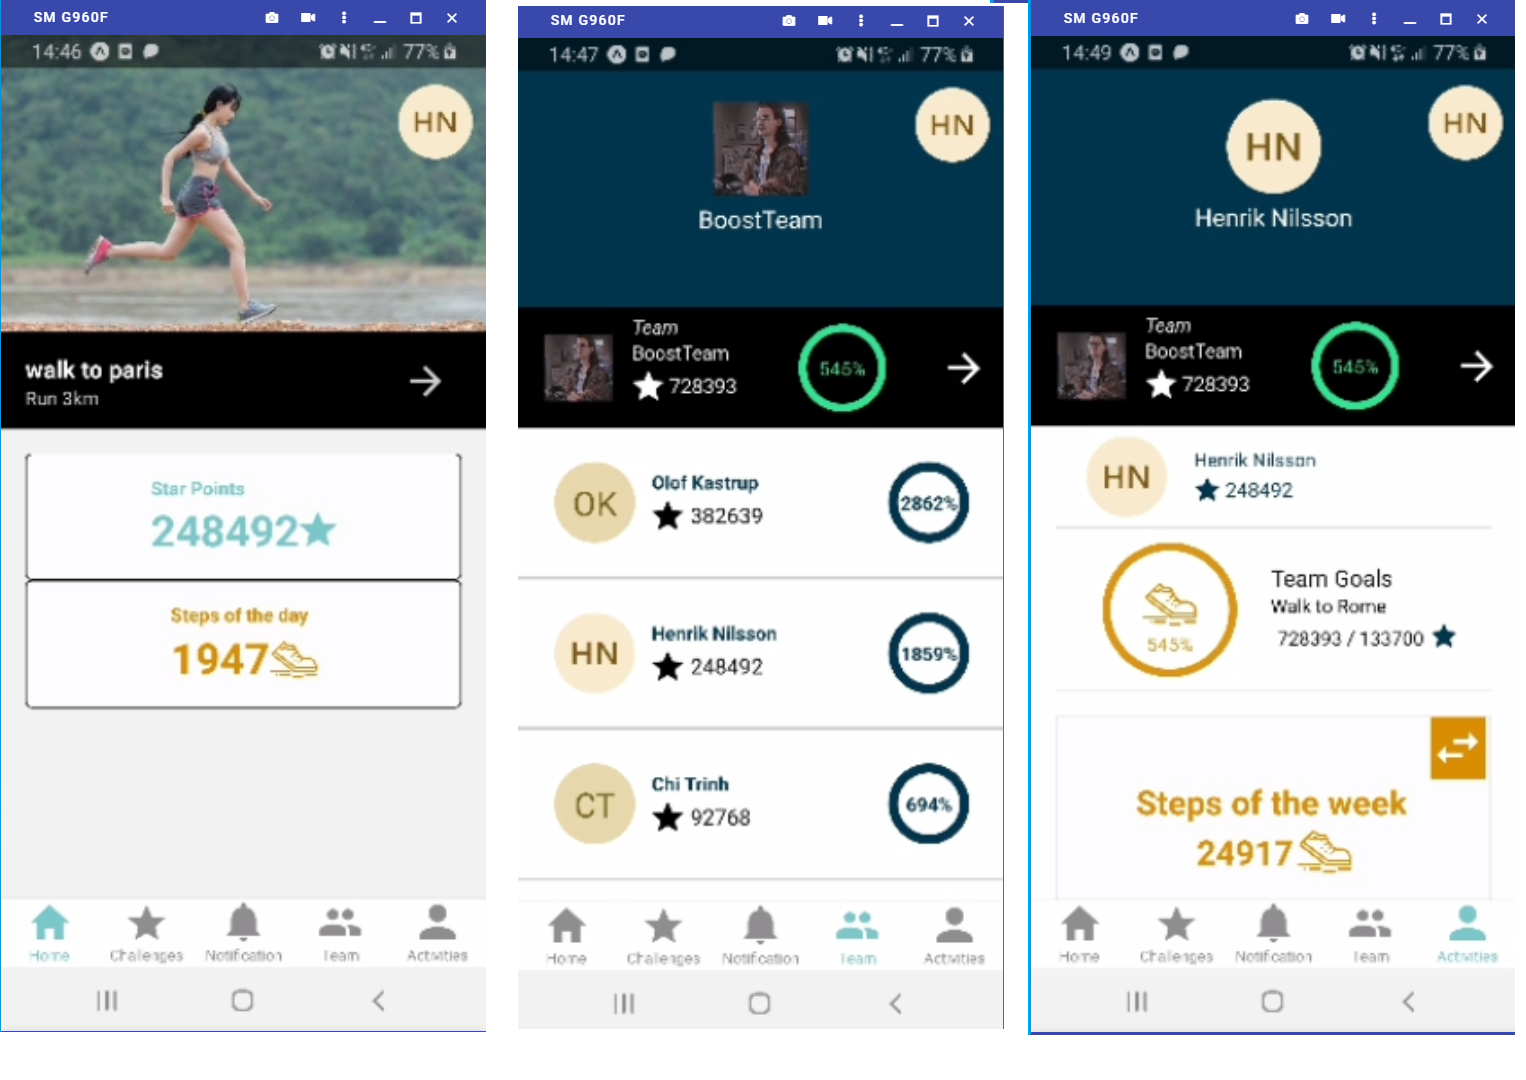 SM G960F
14:46
77%
HN
walk to paris
Run 3km
Star Points
248492
Steps of the day
1947
Home
Challenges
Notification
Team
Activities
SM G960F
14:47
77%
HN
BoostTeam
Team
BoostTeam
728393
545%
OK
Olof Kastrup
382639
2862%
HN
Henrik Nilsson
248492
1859%
CT
Chi Trinh
92768
694%
Home
Challenges
Notification
Team
Activities
SM G960F
14:49
77%
HN
HN
Henrik Nilsson
Team
BoostTeam
728393
545%
HN
Henrik Nilsson
248492
545%
Team Goals
Walk to Rome
728393 / 133700
Steps of the week
24917
Home
Challenges
Notification
Team
Activities